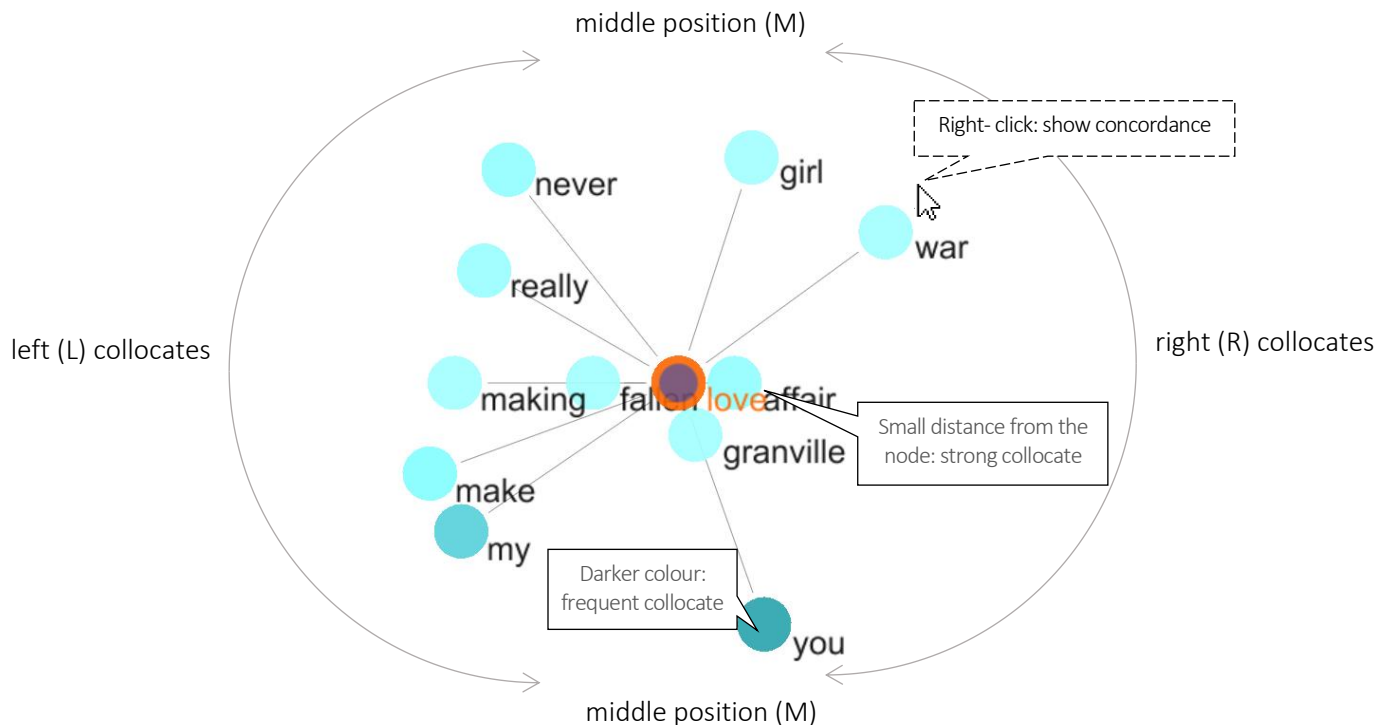 middle position (M)
Right- click: show concordance
never
girl
war
really
left (L) collocates
right (R) collocates
making
fallen
love
affair
Small distance from the
node: strong collocate
granville
make
my
Darker colour:
frequent collocate
you
middle position (M)